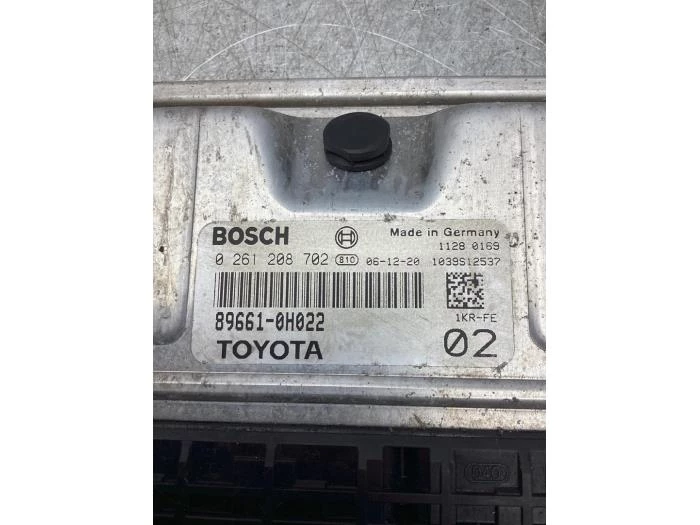 BOSCH Made in Germany
1128 0169
0 261 208 702 810 06-12-20 1039S12537
89661-0H022 1KR-FE
TOYOTA 02